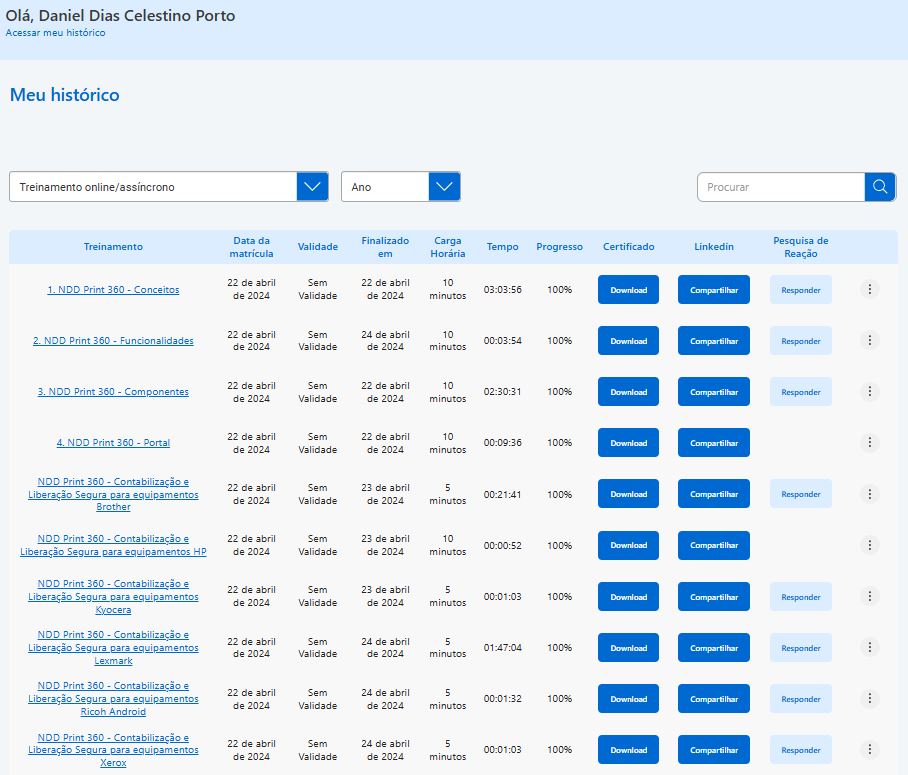 Olá, Daniel Dias Celestino Porto
Acessar meu histórico
Meu histórico
Treinamento online/assíncrono
Ano
Procurar
Treinamento
Data da
matrícula
Validade
Finalizado
em
Carga
Horária
Tempo
Progresso
Certificado
Linkedin
Pesquisa de
Reação
1. NDD Print 360 - Conceitos
22 de abril
de 2024
Sem
Validade
22 de abril
de 2024
10
minutos
03:03:56
100%
Download
Compartilhar
Responder
2. NDD Print 360 - Funcionalidades
22 de abril
de 2024
Sem
Validade
24 de abril
de 2024
10
minutos
00:03:54
100%
Download
Compartilhar
Responder
3. NDD Print 360 - Componentes
22 de abril
de 2024
Sem
Validade
22 de abril
de 2024
10
minutos
02:30:31
100%
Download
Compartilhar
Responder
4. NDD Print 360 - Portal
22 de abril
de 2024
Sem
Validade
22 de abril
de 2024
10
minutos
00:09:36
100%
Download
Compartilhar
NDD Print 360 - Contabilização e
Liberação Segura para equipamentos
Brother
22 de abril
de 2024
Sem
Validade
23 de abril
de 2024
5
minutos
00:21:41
100%
Download
Compartilhar
Responder
NDD Print 360 - Contabilização e
Liberação Segura para equipamentos HP
22 de abril
de 2024
Sem
Validade
23 de abril
de 2024
10
minutos
00:00:52
100%
Download
Compartilhar
NDD Print 360 - Contabilização e
Liberação Segura para equipamentos
Kyocera
22 de abril
de 2024
Sem
Validade
23 de abril
de 2024
5
minutos
00:01:03
100%
Download
Compartilhar
Responder
NDD Print 360 - Contabilização e
Liberação Segura para equipamentos
Lexmark
22 de abril
de 2024
Sem
Validade
24 de abril
de 2024
5
minutos
01:47:04
100%
Download
Compartilhar
Responder
NDD Print 360 - Contabilização e
Liberação Segura para equipamentos
Ricoh Android
22 de abril
de 2024
Sem
Validade
24 de abril
de 2024
5
minutos
00:01:32
100%
Download
Compartilhar
Responder
NDD Print 360 - Contabilização e
Liberação Segura para equipamentos
Xerox
22 de abril
de 2024
Sem
Validade
24 de abril
de 2024
5
minutos
00:01:03
100%
Download
Compartilhar
Responder